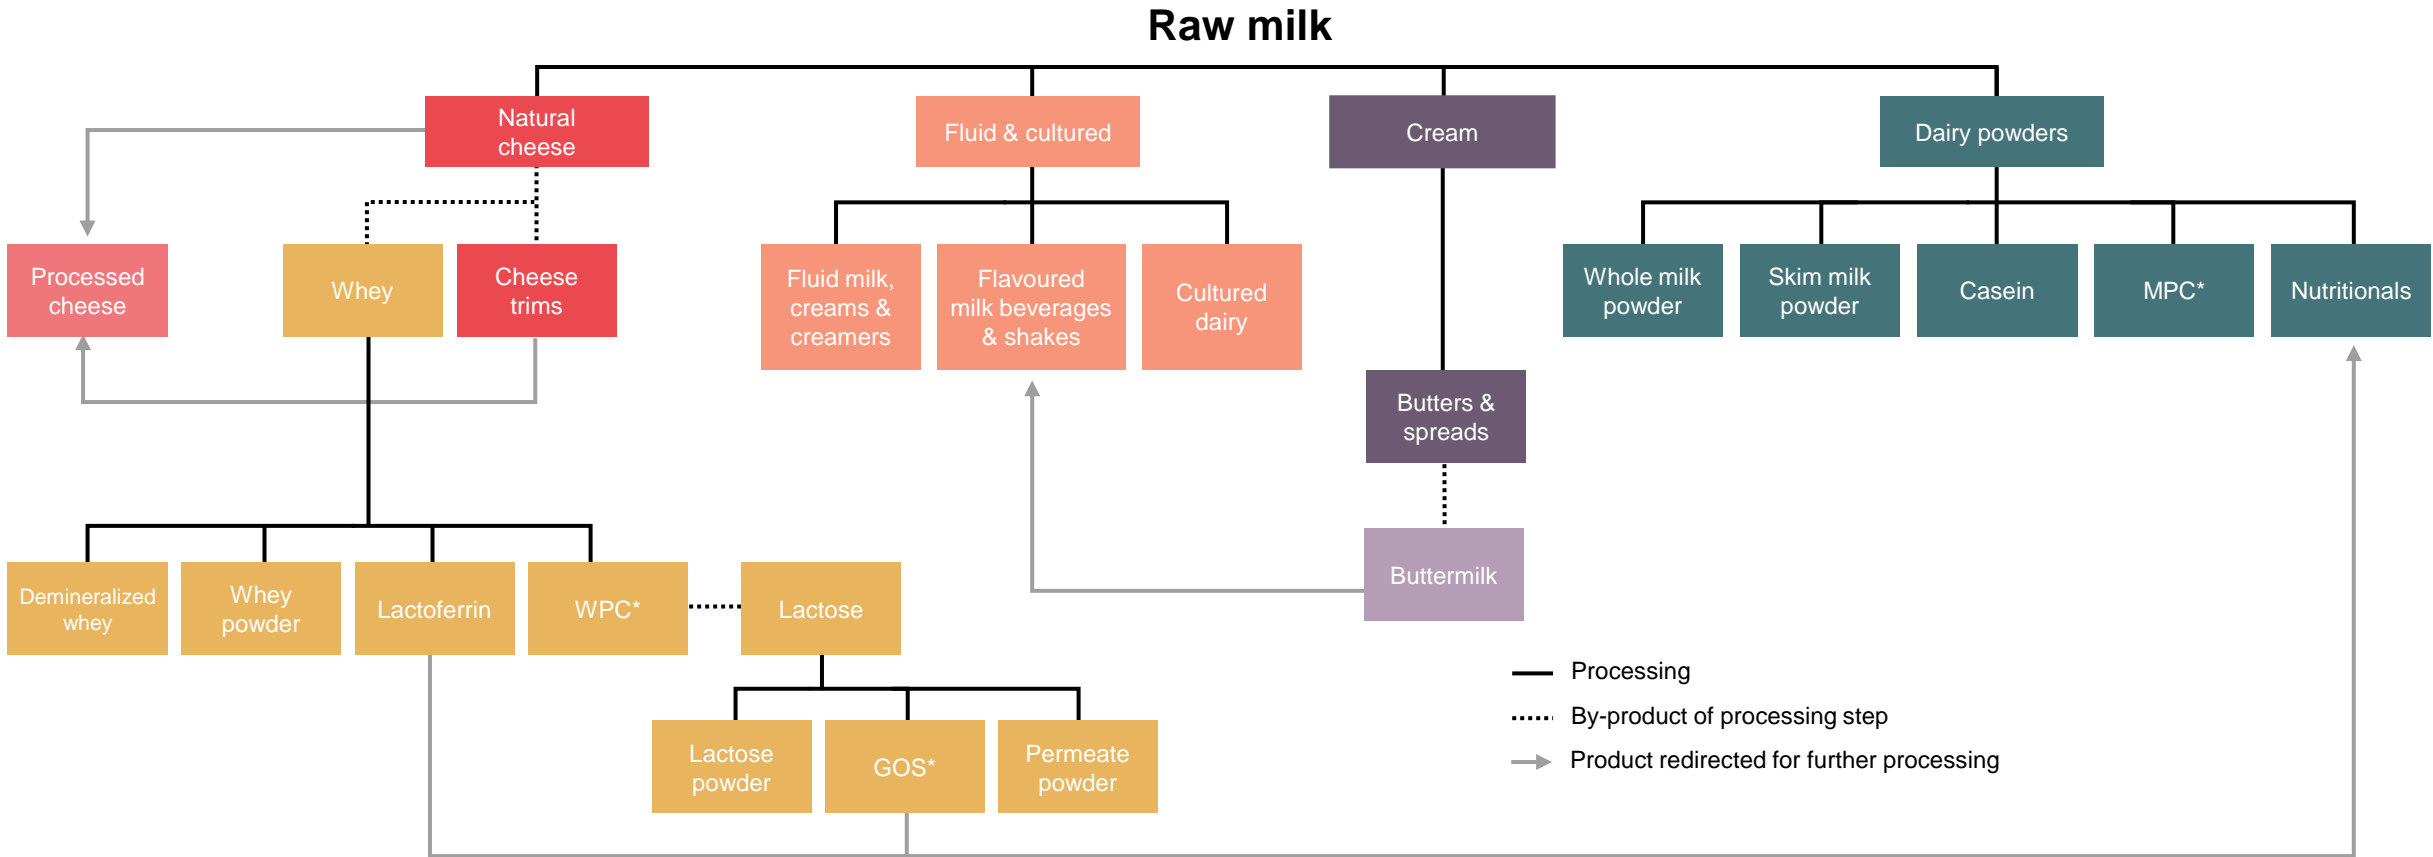 Raw milk
Natural
cheese
Fluid & cultured
Cream
Dairy powders
Processed
cheese
Whey
Cheese
trims
Fluid milk,
creams &
creamers
Flavoured
milk beverages
& shakes
Cultured
dairy
Whole milk
powder
Skim milk
powder
Casein
MPC*
Nutritionals
Butters &
spreads
Buttermilk
Demineralized
whey
Whey
powder
Lactoferrin
WPC*
Lactose
Lactose
powder
GOS*
Permeate
powder
Processing
By-product of processing step
Product redirected for further processing